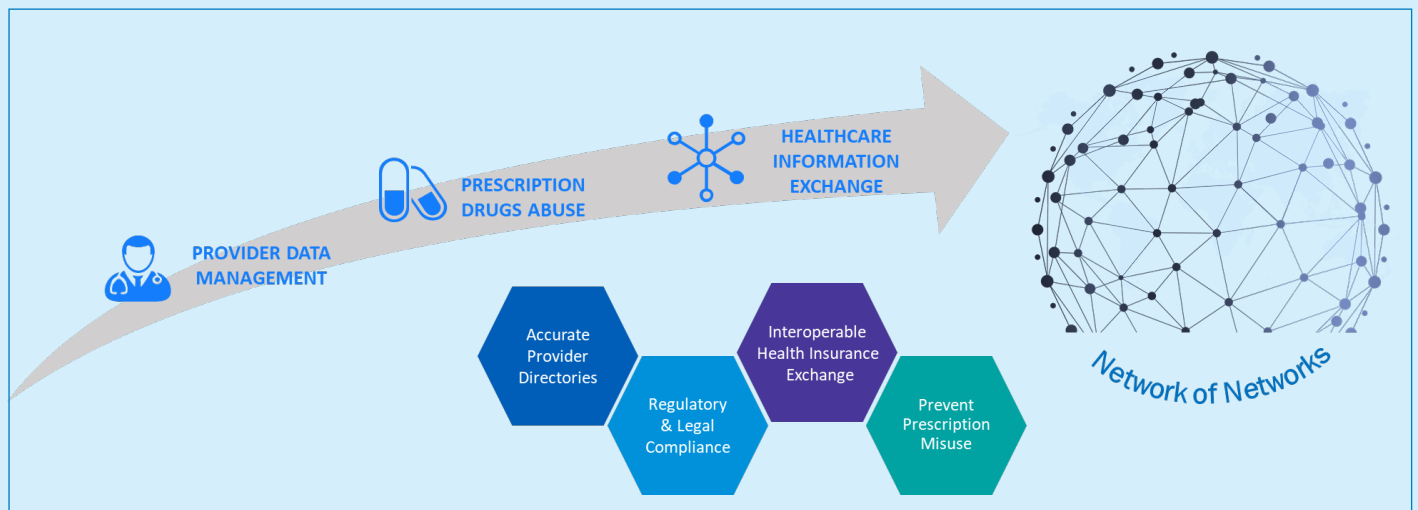 PROVIDER DATA
MANAGEMENT
PRESCRIPTION
DRUGS ABUSE
HEALTHCARE
INFORMATION
EXCHANGE
Accurate
Provider
Directories
Regulatory
& Legal
Compliance
Interoperable
Health Insurance
Exchange
Prevent
Prescription
Misuse
Network of Networks